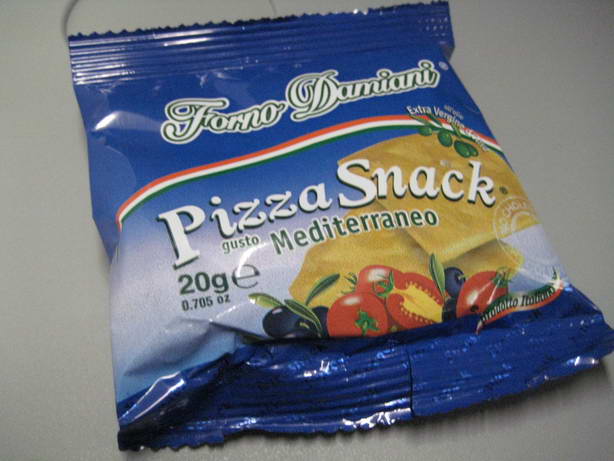 Forno Damiani®
Extra Vergine
Pizza Snack
gusto Mediterraneo
20g e
0.705 oz
Prodotto Italiano